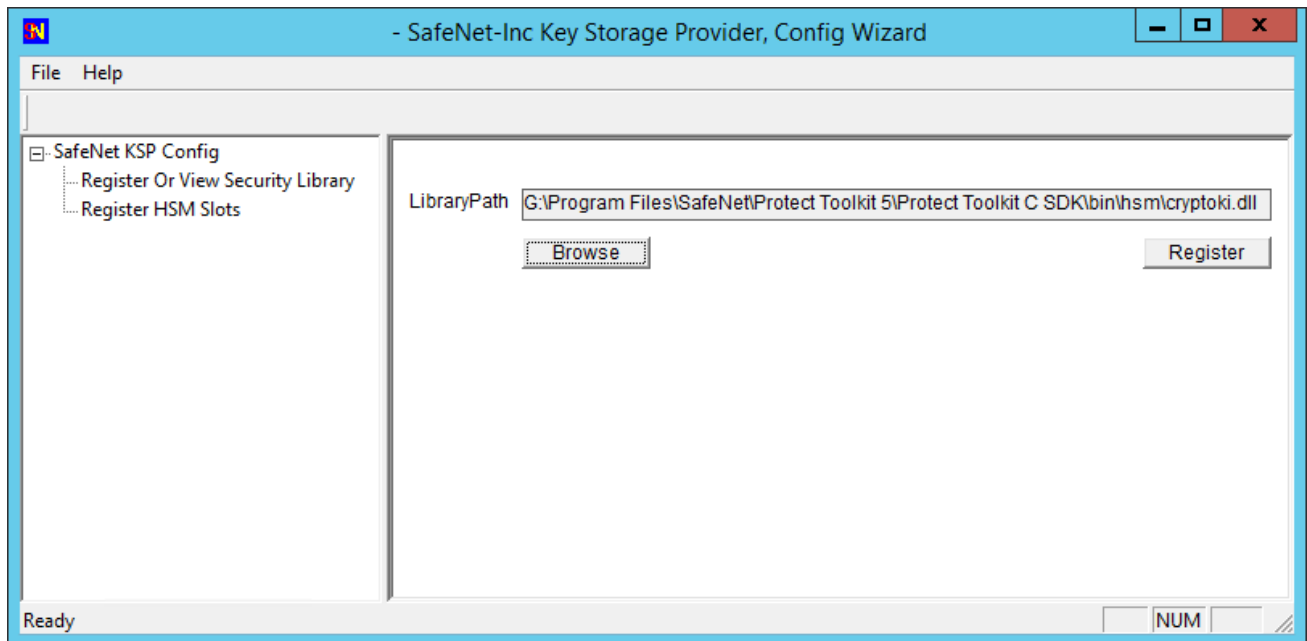 SN
- SafeNet-Inc Key Storage Provider, Config Wizard
File Help
SafeNet KSP Config
Register Or View Security Library
Register HSM Slots
LibraryPath G:\Program Files\SafeNet\Protect Toolkit 5\Protect Toolkit C SDK\bin\hsm\cryptoki.dll
Browse Register
Ready NUM